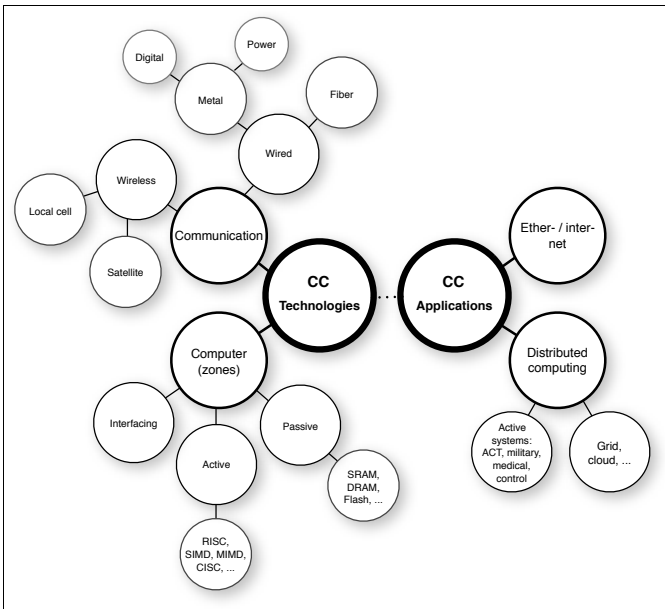 Digital
Power
Metal
Fiber
Wired
Wireless
Local cell
Satellite
Communication
CC
Technologies
...
CC
Applications
Ether- / inter-
net
Computer
(zones)
Interfacing
Active
Passive
SRAM,
DRAM,
Flash, ...
RISC,
SIMD, MIMD,
CISC, ...
Distributed
computing
Active
systems:
ACT, military,
medical,
control
Grid,
cloud, ...